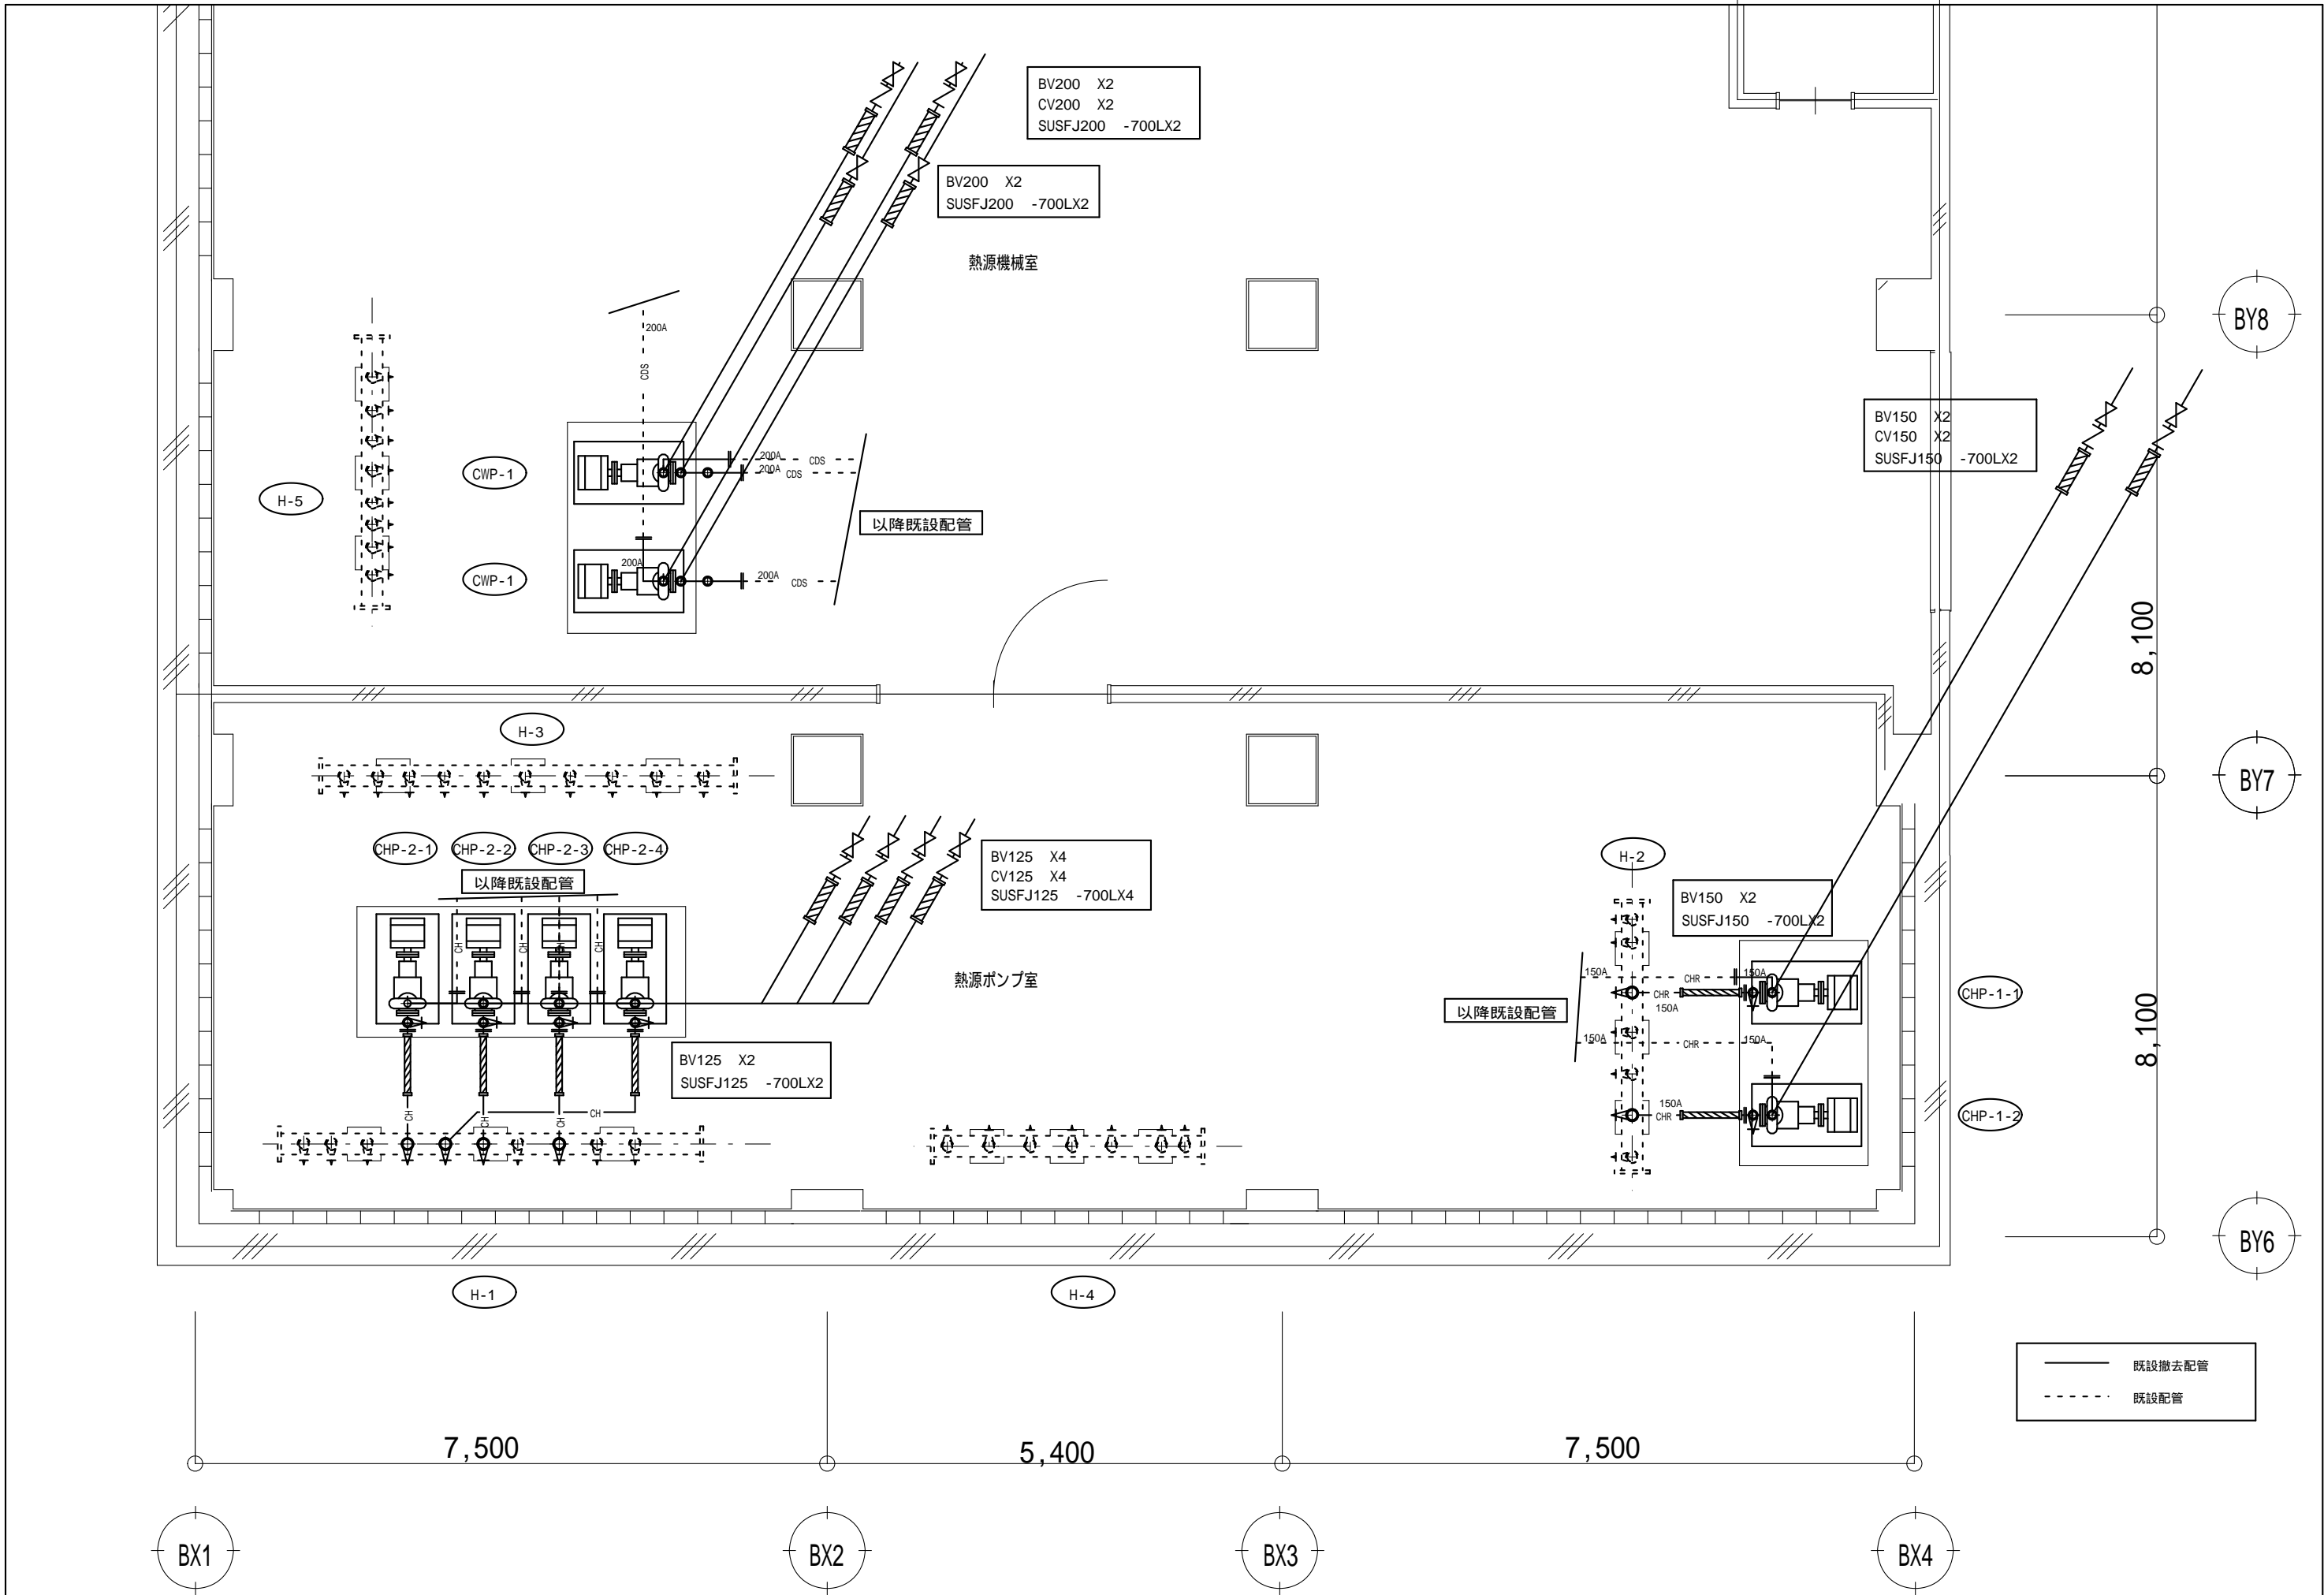 BV200 X2
CV200 X2
SUSFJ200 -700LX2
BV200 X2
SUSFJ200 -700LX2
熱源機械室
BY8
200A
CDS
BV150 X2
CV150 X2
SUSFJ150 -700LX2
CWP-1
200A
CDS
200A
CDS
H-5
以降既設配管
CWP-1
200A
200A
CDS
8,100
H-3
BY7
CHP-2-1
CHP-2-2
CHP-2-3
CHP-2-4
以降既設配管
BV125 X4
CV125 X4
SUSFJ125 -700LX4
H-2
BV150 X2
SUSFJ150 -700LX2
CH
CH
CH
CH
熱源ポンプ室
150A
CHR
150A
CHR
150A
CHP-1-1
以降既設配管
150A
CHR
150A
8,100
BV125 X2
SUSFJ125 -700LX2
150A
CHR
CHP-1-2
CH
CH
CH
CH
BY6
H-1
H-4
既設撤去配管
既設配管
7,500
5,400
7,500
BX1
BX2
BX3
BX4